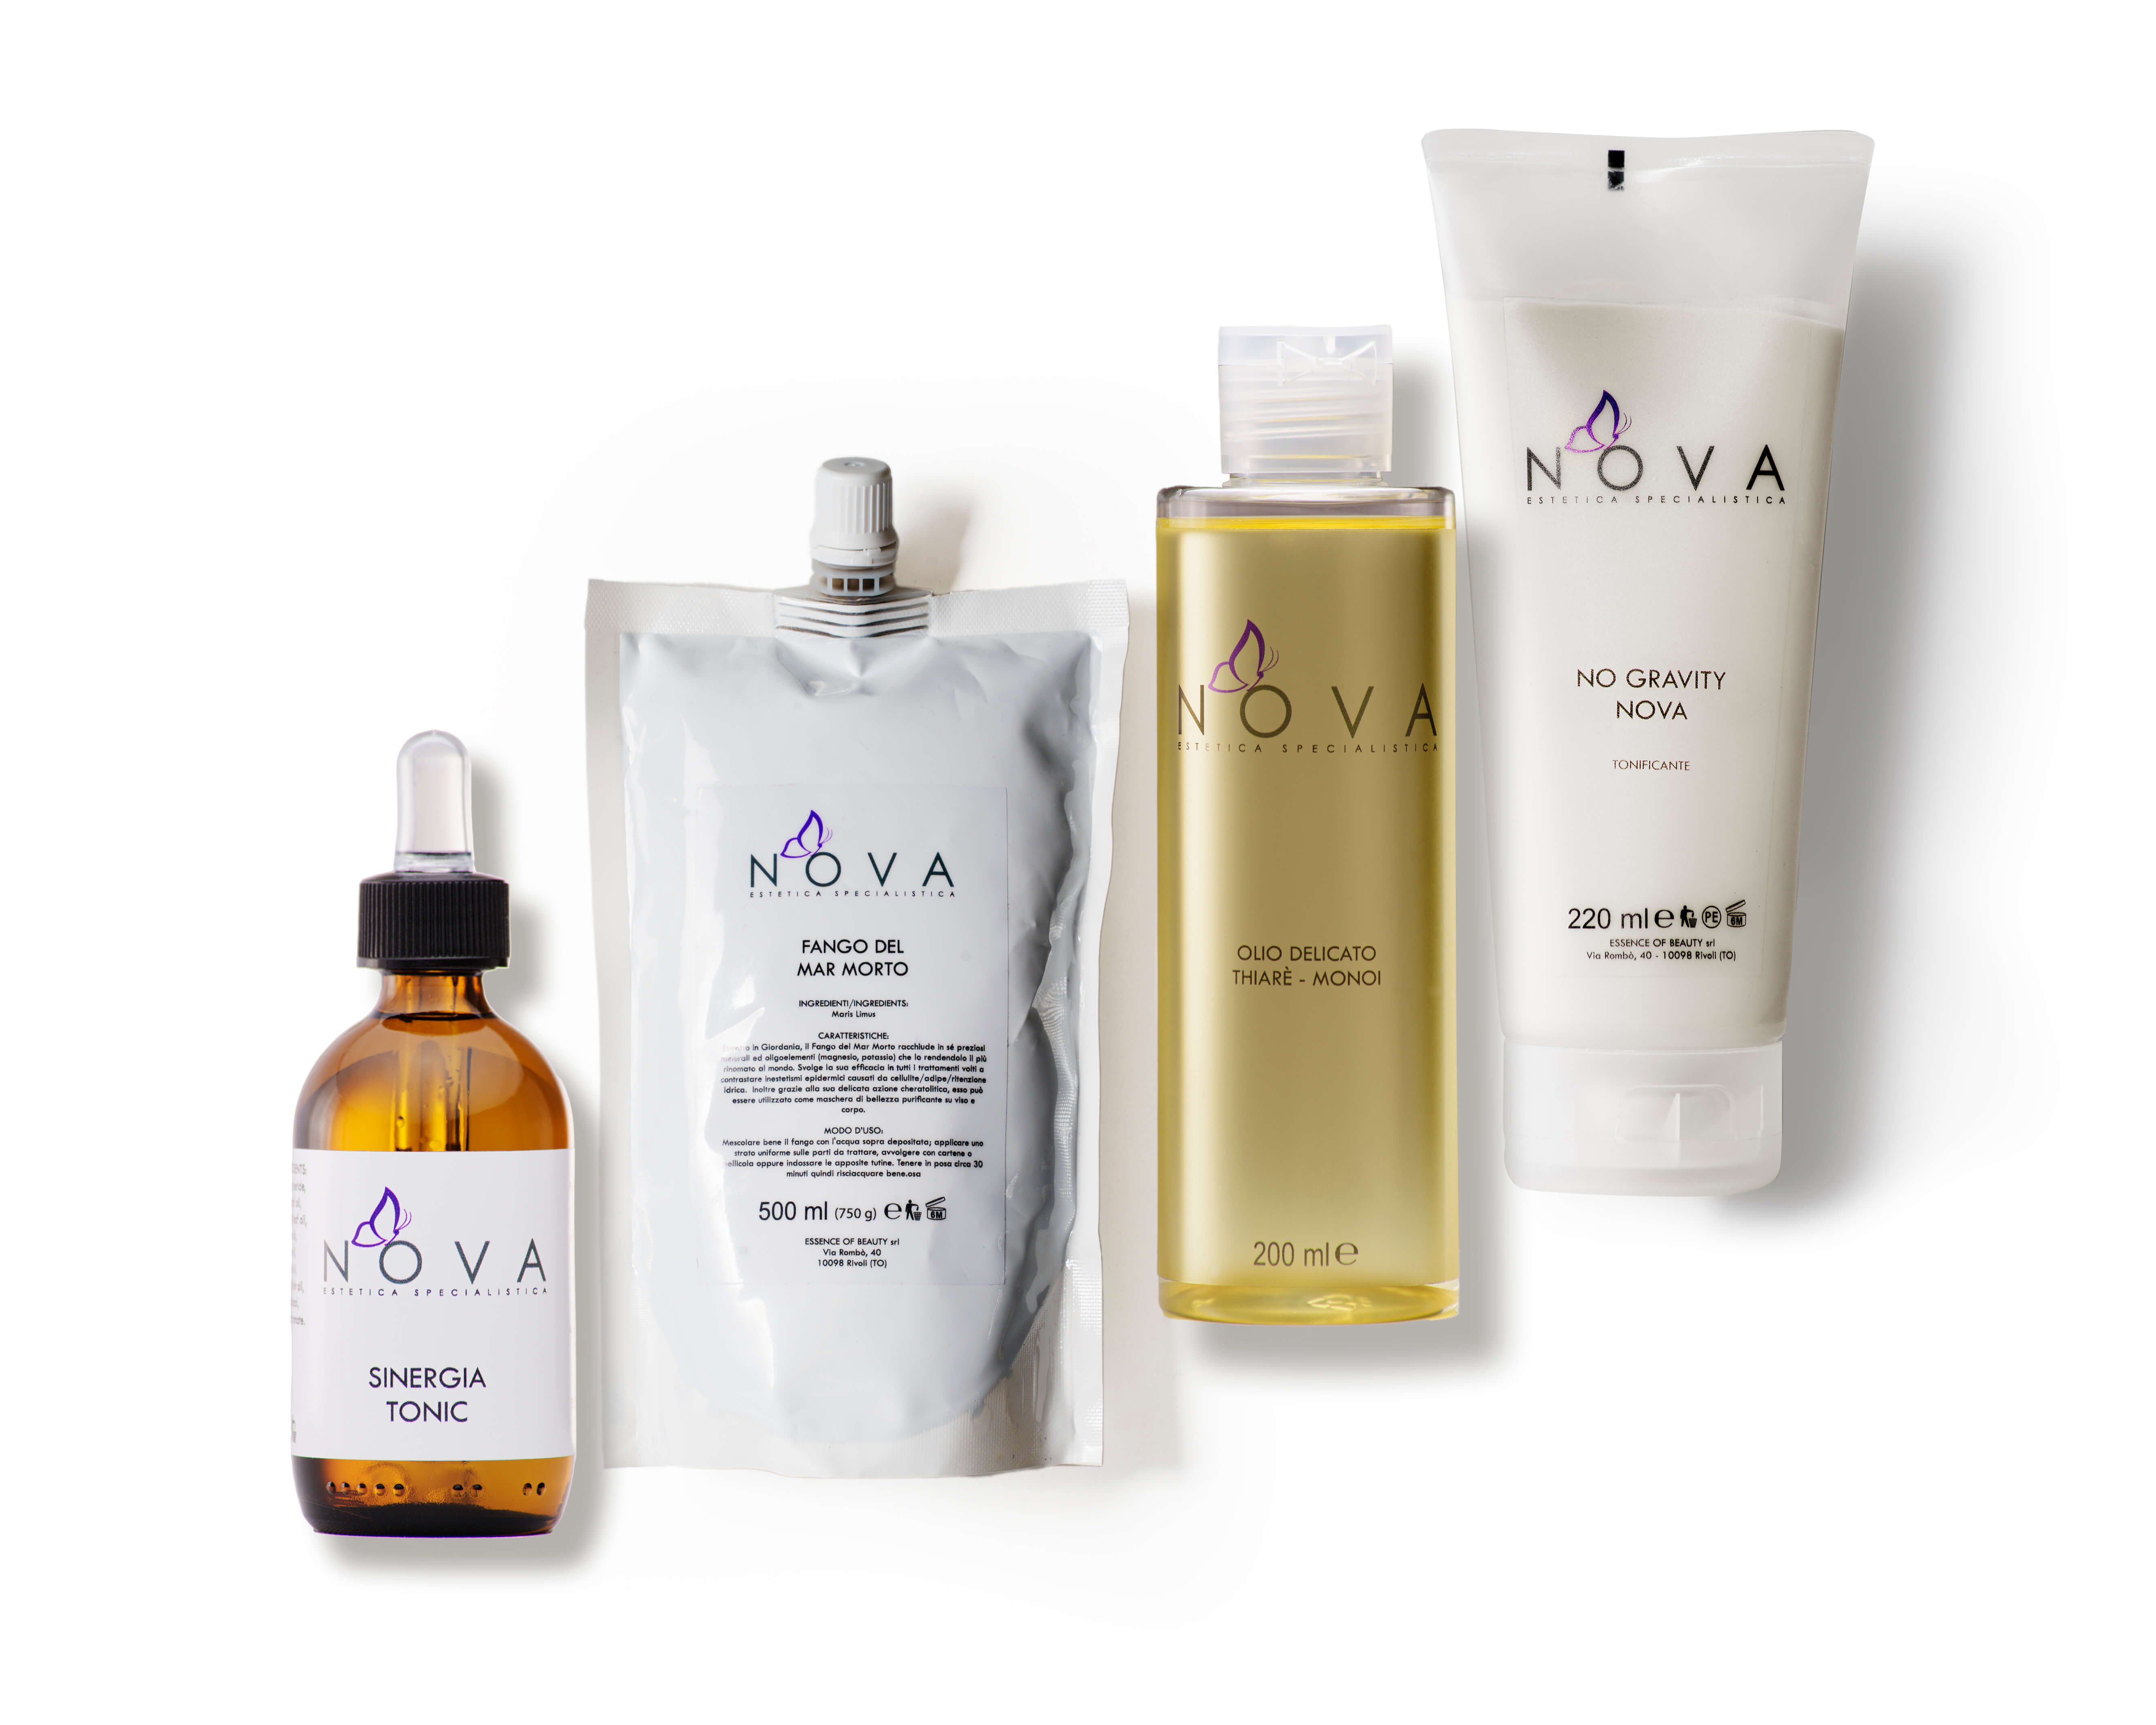 NOVA
ESTETICA SPECIALISTICA
SINERGIA
TONIC
NOVA
ESTETICA SPECIALISTICA
FANGO DEL
MAR MORTO
INGREDIENTI/INGREDIENTS:
Maris Limus
CARATTERISTICHE:
in Giordania, il Fango del Mar Morto racchiude in sé preziosi
minerali ed oligoelementi (magnesio, potassio) che lo rendendolo il più
rinomato al mondo. Svolge la sua efficacia in tutti i trattamenti volti a
contrastare inestetismi epidermici causati da cellulite/adipe/ritenzione
idrica. Inoltre grazie alla sua delicata azione cheratolitica, esso può
essere utilizzato come maschera di bellezza purificante su viso e
corpo.
MODO D'USO:
Mescolare bene il fango con l'acqua sopra depositata; applicare uno
strato uniforme sulle parti da trattare, avvolgere con cartene o
pellicola oppure indossare le apposite tutine. Tenere in posa circa 30
minuti quindi risciacquare bene.osa
500 ml (750 g) e 6M
ESSENCE OF BEAUTY srl
Via Rombò, 40
10098 Rivoli (TO)
NOVA
ESTETICA SPECIALISTICA
OLIO DELICATO
THIARÈ - MONOI
200 ml e
NOVA
ESTETICA SPECIALISTICA
NO GRAVITY
NOVA
TONIFICANTE
220 ml e PE 6M
ESSENCE OF BEAUTY srl
Via Rombò, 40 - 10098 Rivoli (TO)